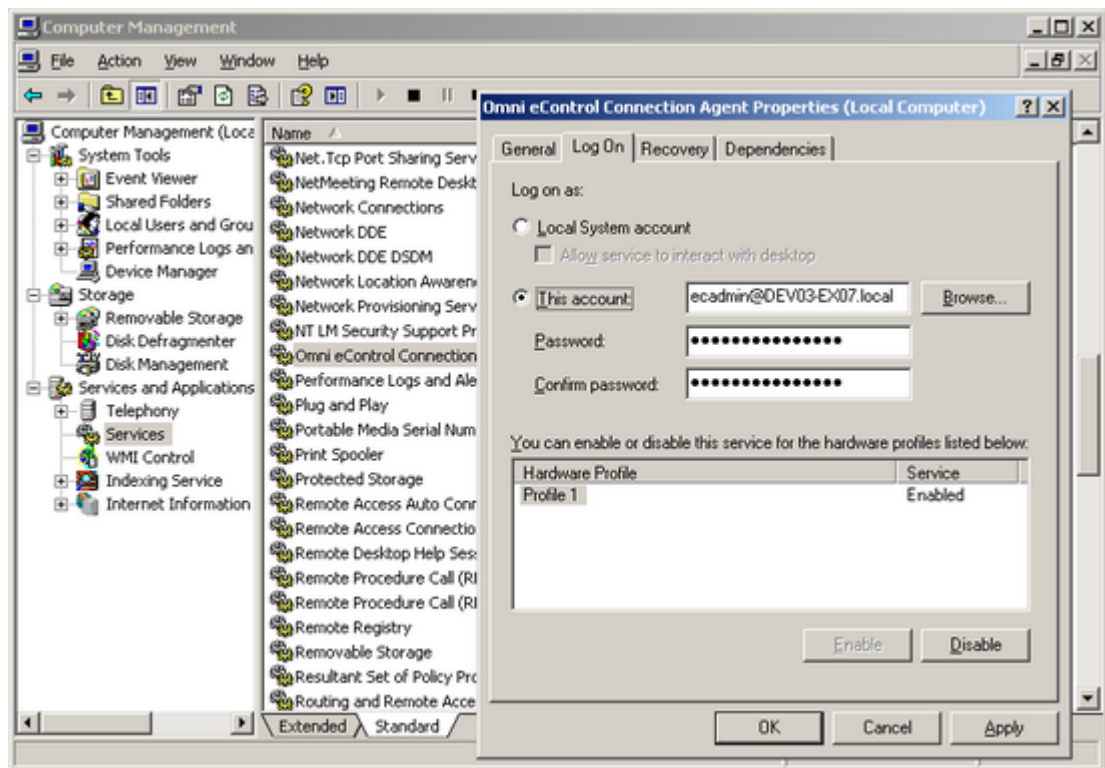 Computer Management
File Action View Window Help
Computer Management (Loca
System Tools
Event Viewer
Shared Folders
Local Users and Grou
Performance Logs an
Device Manager
Storage
Removable Storage
Disk Defragmenter
Disk Management
Services and Applications
Telephony
Services
WMI Control
Indexing Service
Internet Information
Name
Net.Tcp Port Sharing Serv
NetMeeting Remote Deskt
Network Connections
Network DDE
Network DDE DSDM
Network Location Awaren
Network Provisioning Serv
NT LM Security Support Pr
Omni eControl Connection
Performance Logs and Ale
Plug and Play
Portable Media Serial Num
Print Spooler
Protected Storage
Remote Access Auto Conr
Remote Access Connectio
Remote Desktop Help Ses
Remote Procedure Call (RI
Remote Procedure Call (RI
Remote Registry
Removable Storage
Resultant Set of Policy Pro
Routing and Remote Acce
Extended Standard
Omni eControl Connection Agent Properties (Local Computer)
General Log On Recovery Dependencies
Log on as:
Local System account
Allow service to interact with desktop
This account: ecadmin@DEV03-EX07.local Browse...
Password: •••••••••••••••
Confirm password: •••••••••••••••
You can enable or disable this service for the hardware profiles listed below:
Hardware Profile Service
Profile 1 Enabled
Enable Disable
OK Cancel Apply